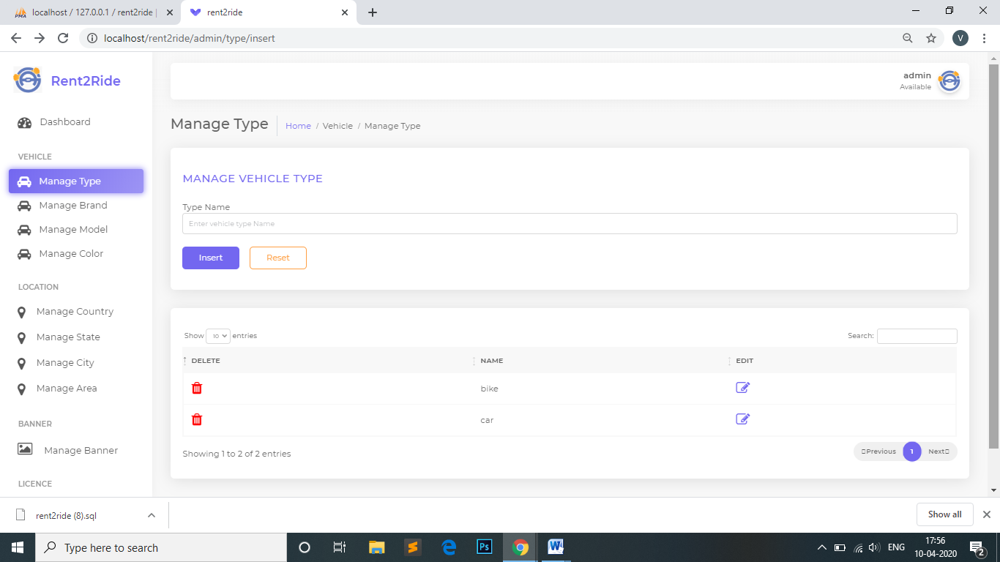 localhost / 127.0.0.1 / rent2ride |
rent2ride
localhost/rent2ride/admin/type/insert
V
Rent2Ride
admin
Available
Dashboard
Manage Type
Home / Vehicle / Manage Type
VEHICLE
Manage Type
Manage Brand
Manage Model
Manage Color
MANAGE VEHICLE TYPE
Type Name
Enter vehicle type Name
Insert Reset
LOCATION
Manage Country
Manage State
Manage City
Manage Area
Show 10 entries
Search:
DELETE NAME EDIT
bike
car
Showing 1 to 2 of 2 entries
Previous 1 Next
BANNER
Manage Banner
LICENCE
rent2ride (8).sql
Show all
Type here to search
ENG
17:56
10-04-2020
2